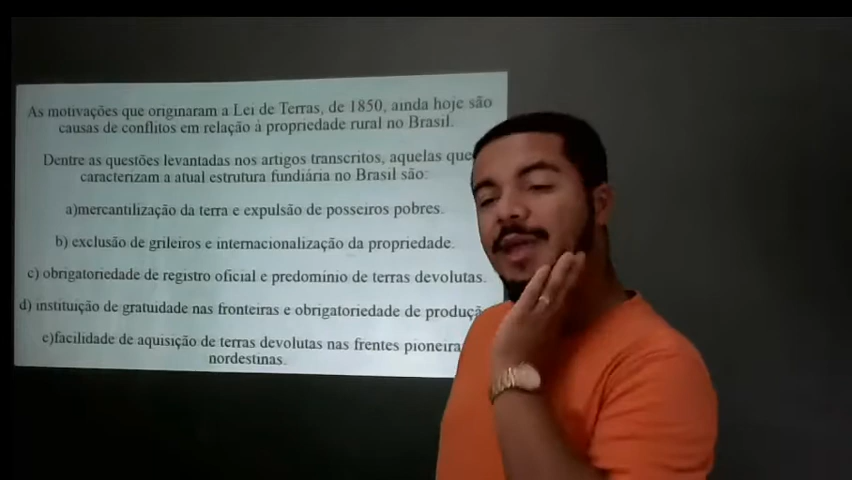 As motivações que originaram a Lei de Terras, de 1850, ainda hoje são
causas de conflitos em relação à propriedade rural no Brasil.
Dentre as questões levantadas nos artigos transcritos, aquelas que
caracterizam a atual estrutura fundiária no Brasil são:
a)mercantilização da terra e expulsão de posseiros pobres.
b) exclusão de grileiros e internacionalização da propriedade.
c) obrigatoriedade de registro oficial e predomínio de terras devolutas.
d) instituição de gratuidade nas fronteiras e obrigatoriedade de produçã
e)facilidade de aquisição de terras devolutas nas frentes pioneira
nordestinas.